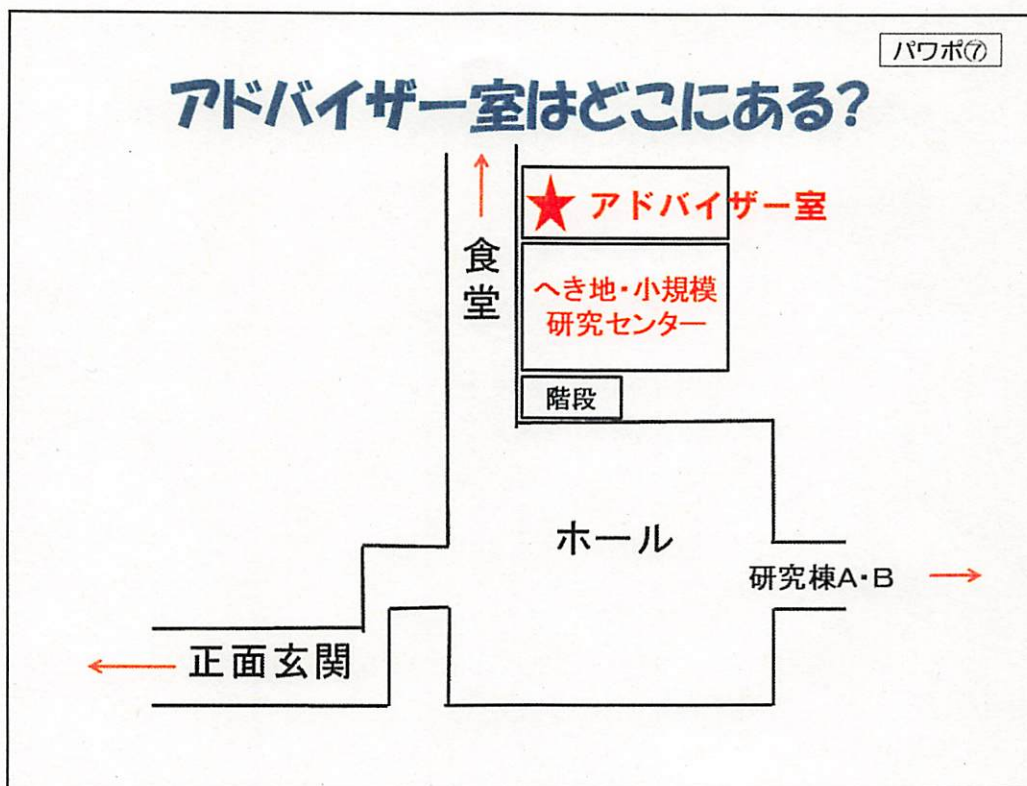 パワポ⑦
アドバイザー室はどこにある?
★ アドバイザー室
食堂
へき地・小規模
研究センター
階段
ホール
研究棟A・B
正面玄関